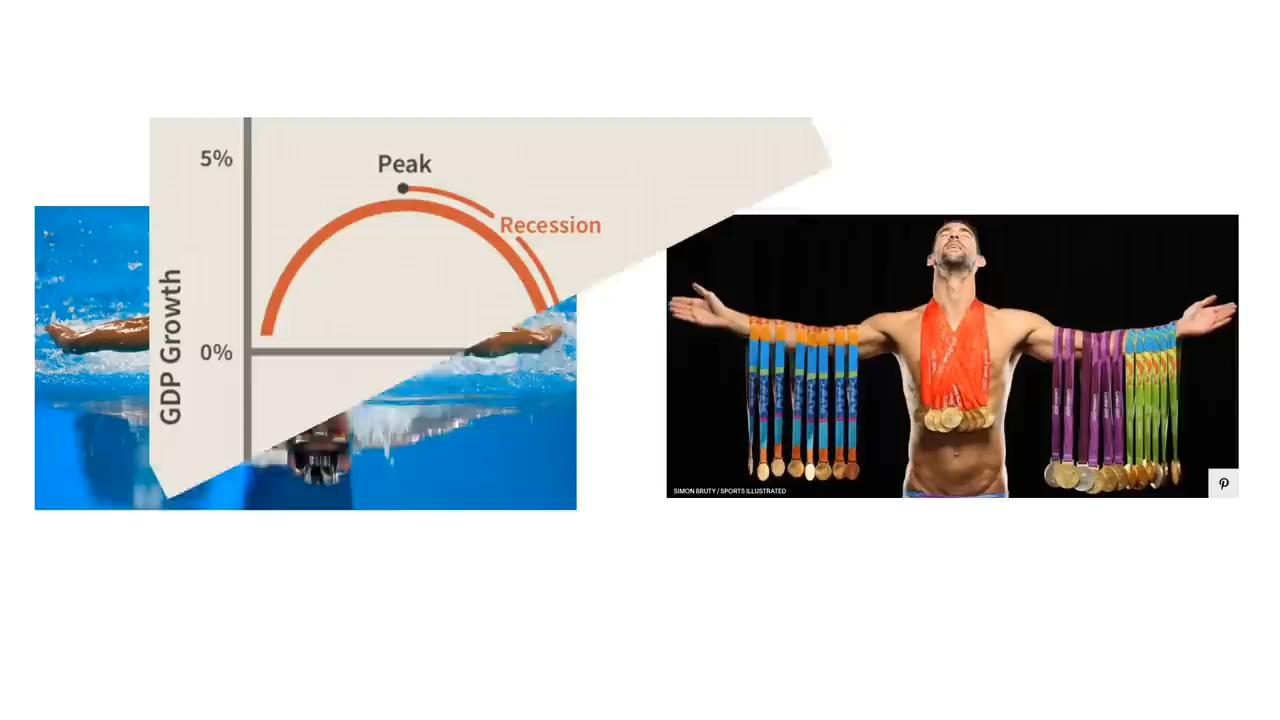 5%
Peak
Recession
GDP Growth
0%
SIMON BRUTY / SPORTS ILLUSTRATED